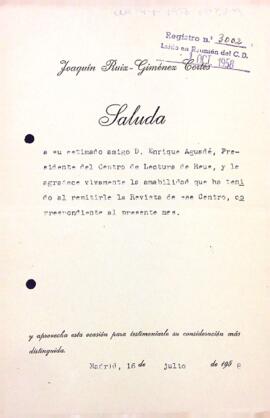 Registro n.º 3002
Leído en Reunión del C. D.
OCT. 1958
Joaquín Ruiz-Giménez Cortés
Saluda
a su estimado amigo D. Enrique Aguadé, Pre-
sidente del Centro de Lectura de Reus, y le
agradece vivamente la amabilidad que ha teni
do al remitirle la Revista de ese Centro, co
rrespondiente al presente mes.
y aprovecha esta ocasión para testimoniarle su consideración más
distinguida.
Madrid, 16 de julio de 1958